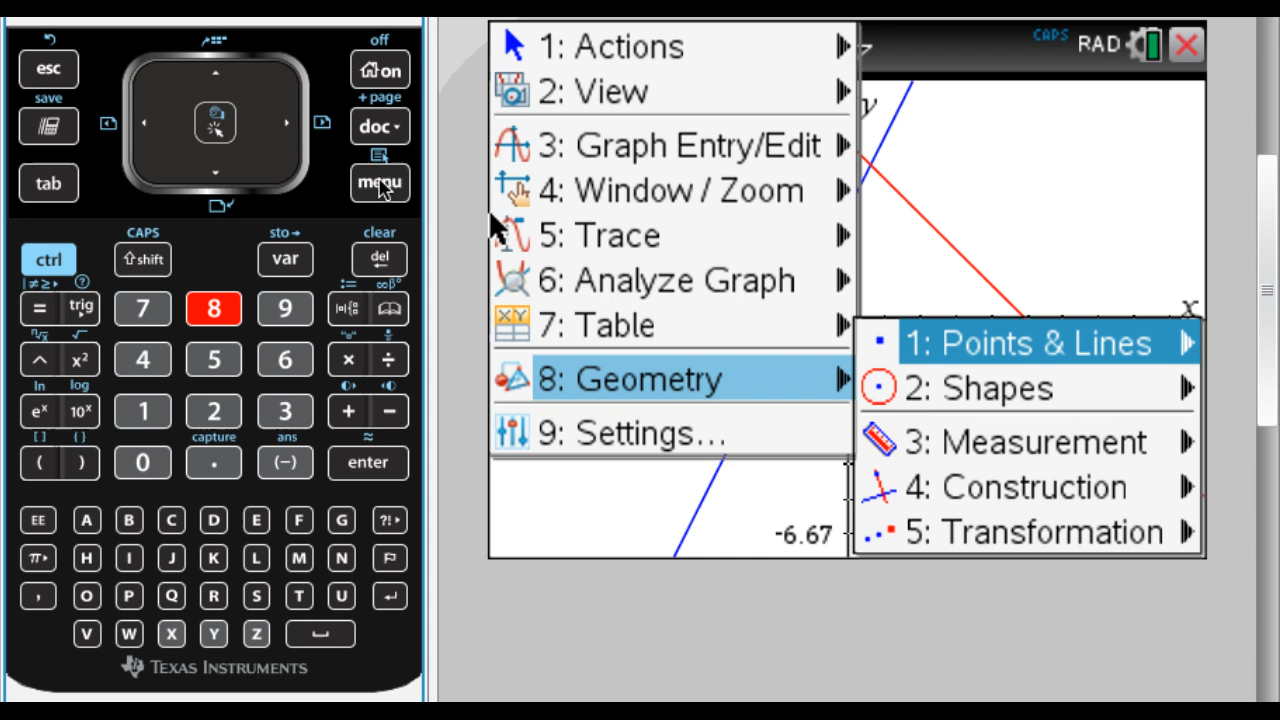 off
esc
on
save
+ page
doc
tab
menu
CAPS
sto→
clear
ctrl
⇧shift
var
del
|≠≥▸ ? := ∞β°
= trig 7 8 9
ⁿ√x √ "∞" 
^ x² 4 5 6 × ÷
ln log
eˣ 10ˣ 1 2 3 + −
[ ] { } capture ans ≈
( ) 0 . (−) enter
EE A B C D E F G ?!▸
π▸ H I J K L M N
, O P Q R S T U ↵
V W X Y Z
TEXAS INSTRUMENTS
CAPS RAD
1: Actions
2: View
3: Graph Entry/Edit
4: Window / Zoom
5: Trace
6: Analyze Graph
7: Table
8: Geometry
9: Settings...
y
x
1: Points & Lines
2: Shapes
3: Measurement
4: Construction
5: Transformation
-6.67